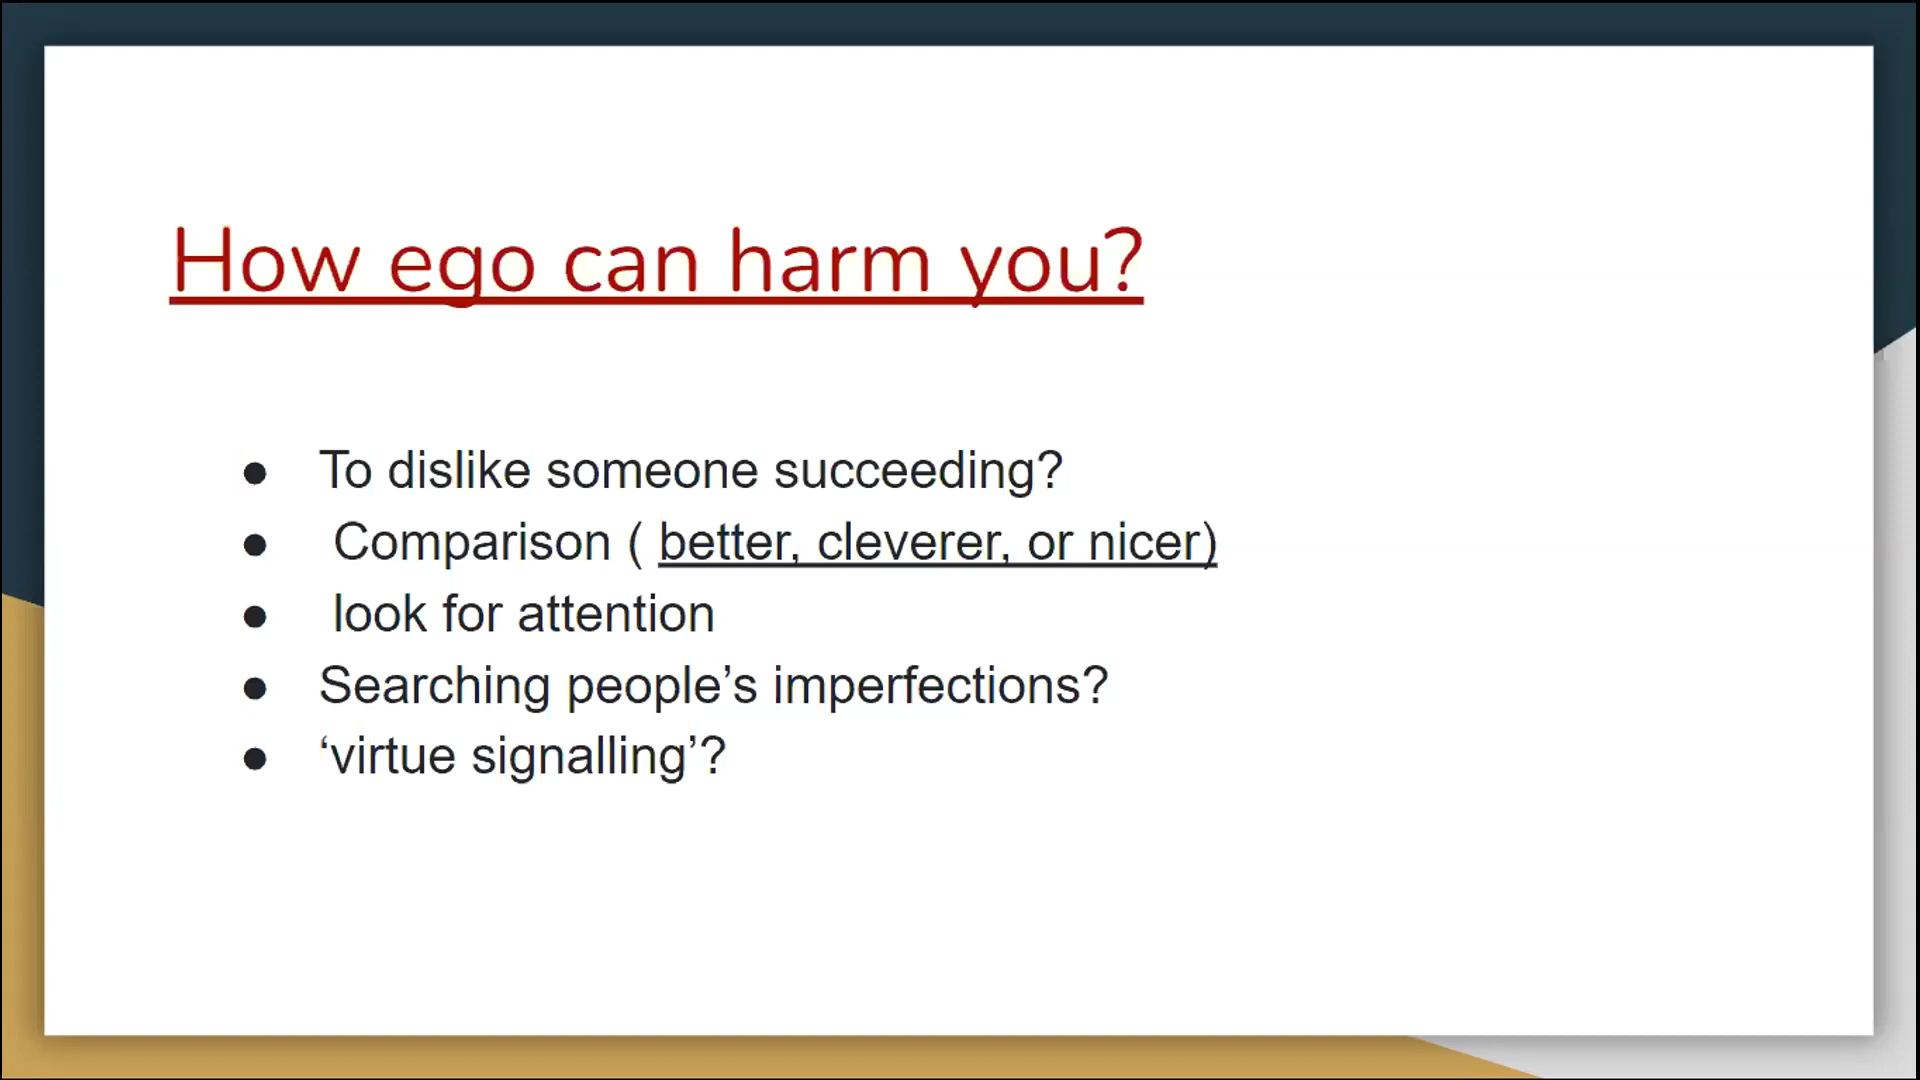 How ego can harm you?
● To dislike someone succeeding?
● Comparison ( better, cleverer, or nicer)
● look for attention
● Searching people’s imperfections?
● ‘virtue signalling’?